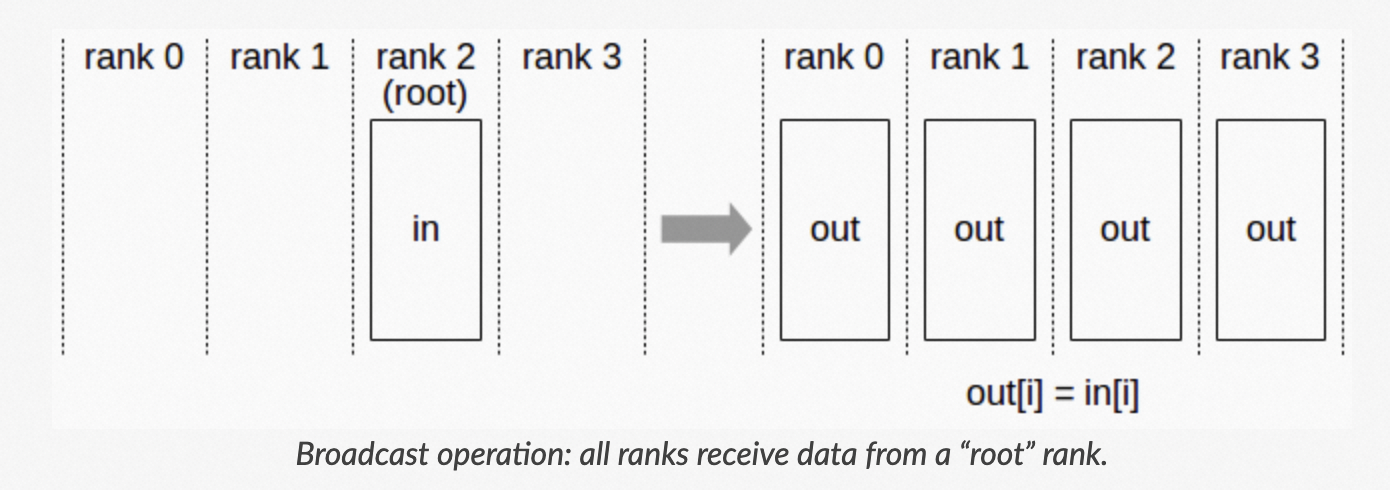 rank 0 rank 1 rank 2 rank 3 rank 0 rank 1 rank 2 rank 3
(root)
in out out out out
out[i] = in[i]
Broadcast operation: all ranks receive data from a “root” rank.